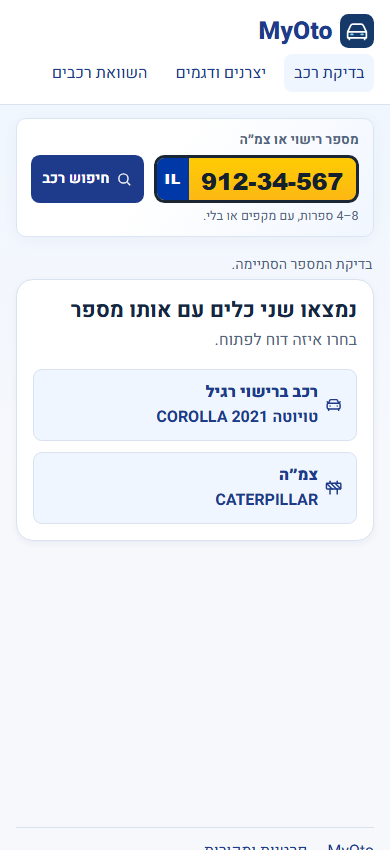 MyOto
בדיקת רכב
יצרנים ודגמים
השוואת רכבים
מספר רישוי או צמ״ה
912-34-567
IL
חיפוש רכב
4–8 ספרות, עם מקפים או בלי.
בדיקת המספר הסתיימה.
נמצאו שני כלים עם אותו מספר
בחרו איזה דוח לפתוח.
רכב ברישוי רגיל
טויוטה COROLLA 2021
צמ״ה
CATERPILLAR